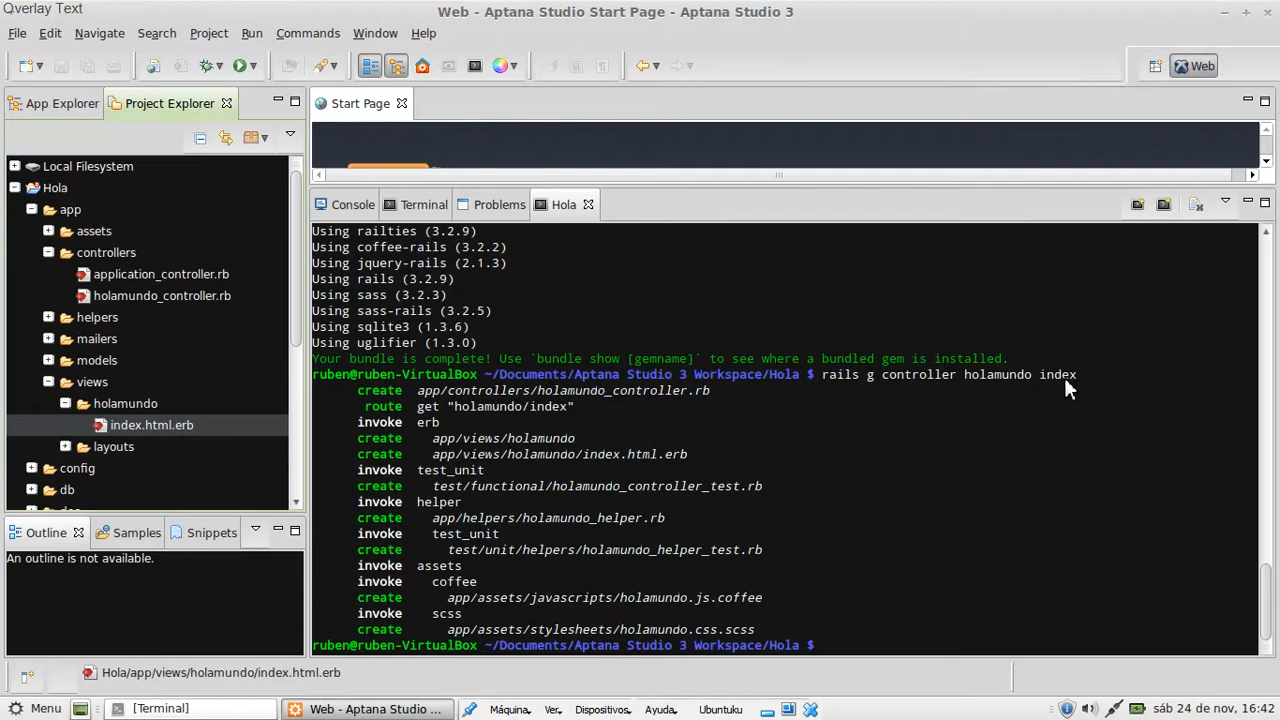 Qverlay Text
Web - Aptana Studio Start Page - Aptana Studio 3
File Edit Navigate Search Project Run Commands Window Help
Web
App Explorer Project Explorer
Start Page
Local Filesystem
Hola
app
assets
controllers
application_controller.rb
holamundo_controller.rb
helpers
mailers
models
views
holamundo
index.html.erb
layouts
config
db
Console Terminal Problems Hola
Using railties (3.2.9)
Using coffee-rails (3.2.2)
Using jquery-rails (2.1.3)
Using rails (3.2.9)
Using sass (3.2.3)
Using sass-rails (3.2.5)
Using sqlite3 (1.3.6)
Using uglifier (1.3.0)
Your bundle is complete! Use `bundle show [gemname]` to see where a bundled gem is installed.
ruben@ruben-VirtualBox ~/Documents/Aptana Studio 3 Workspace/Hola $ rails g controller holamundo index
create app/controllers/holamundo_controller.rb
route get "holamundo/index"
invoke erb
create app/views/holamundo
create app/views/holamundo/index.html.erb
invoke test_unit
create test/functional/holamundo_controller_test.rb
invoke helper
create app/helpers/holamundo_helper.rb
invoke test_unit
create test/unit/helpers/holamundo_helper_test.rb
invoke assets
invoke coffee
create app/assets/javascripts/holamundo.js.coffee
invoke scss
create app/assets/stylesheets/holamundo.css.scss
ruben@ruben-VirtualBox ~/Documents/Aptana Studio 3 Workspace/Hola $
Outline Samples Snippets
An outline is not available.
Hola/app/views/holamundo/index.html.erb
Menu [Terminal] Web - Aptana Studio ... Máquina Ver Dispositivos Ayuda Ubuntulu sáb 24 de nov, 16:42